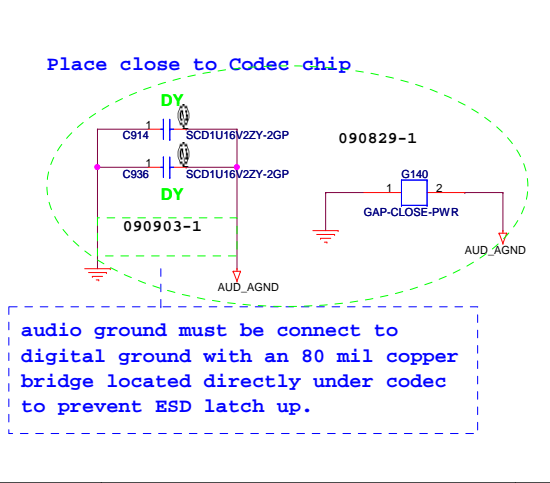 Place close to Codec chip
DY
C914 1 SCD1U16V2ZY-2GP
C936 1 SCD1U16V2ZY-2GP
DY
090903-1
AUD_AGND
090829-1
G140
1 2
GAP-CLOSE-PWR
AUD_AGND
audio ground must be connect to
digital ground with an 80 mil copper
bridge located directly under codec
to prevent ESD latch up.